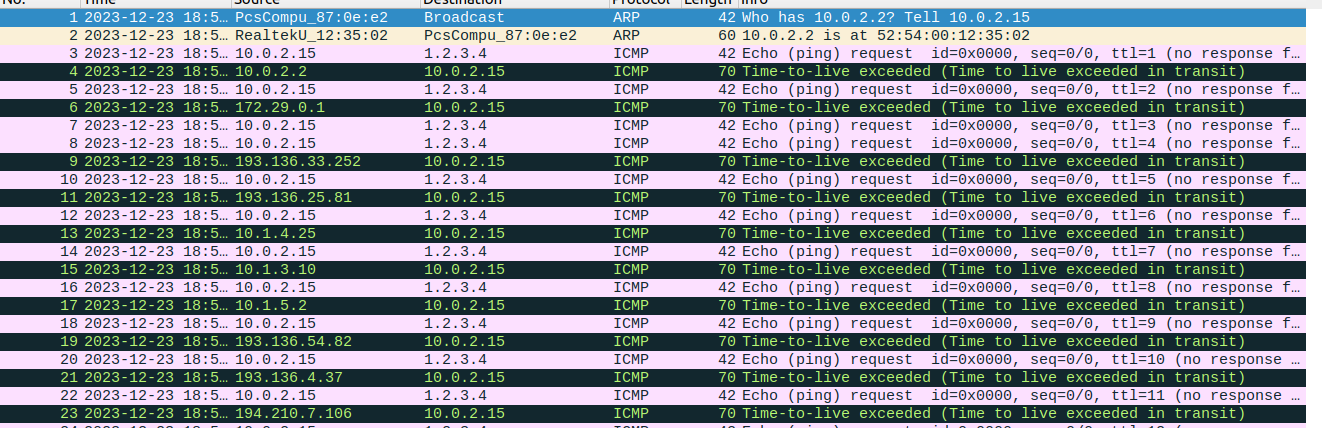 No. Time Source Destination Protocol Length Info
1 2023-12-23 18:5… PcsCompu_87:0e:e2 Broadcast ARP 42 Who has 10.0.2.2? Tell 10.0.2.15
2 2023-12-23 18:5… RealtekU_12:35:02 PcsCompu_87:0e:e2 ARP 60 10.0.2.2 is at 52:54:00:12:35:02
3 2023-12-23 18:5… 10.0.2.15 1.2.3.4 ICMP 42 Echo (ping) request id=0x0000, seq=0/0, ttl=1 (no response f…
4 2023-12-23 18:5… 10.0.2.2 10.0.2.15 ICMP 70 Time-to-live exceeded (Time to live exceeded in transit)
5 2023-12-23 18:5… 10.0.2.15 1.2.3.4 ICMP 42 Echo (ping) request id=0x0000, seq=0/0, ttl=2 (no response f…
6 2023-12-23 18:5… 172.29.0.1 10.0.2.15 ICMP 70 Time-to-live exceeded (Time to live exceeded in transit)
7 2023-12-23 18:5… 10.0.2.15 1.2.3.4 ICMP 42 Echo (ping) request id=0x0000, seq=0/0, ttl=3 (no response f…
8 2023-12-23 18:5… 10.0.2.15 1.2.3.4 ICMP 42 Echo (ping) request id=0x0000, seq=0/0, ttl=4 (no response f…
9 2023-12-23 18:5… 193.136.33.252 10.0.2.15 ICMP 70 Time-to-live exceeded (Time to live exceeded in transit)
10 2023-12-23 18:5… 10.0.2.15 1.2.3.4 ICMP 42 Echo (ping) request id=0x0000, seq=0/0, ttl=5 (no response f…
11 2023-12-23 18:5… 193.136.25.81 10.0.2.15 ICMP 70 Time-to-live exceeded (Time to live exceeded in transit)
12 2023-12-23 18:5… 10.0.2.15 1.2.3.4 ICMP 42 Echo (ping) request id=0x0000, seq=0/0, ttl=6 (no response f…
13 2023-12-23 18:5… 10.1.4.25 10.0.2.15 ICMP 70 Time-to-live exceeded (Time to live exceeded in transit)
14 2023-12-23 18:5… 10.0.2.15 1.2.3.4 ICMP 42 Echo (ping) request id=0x0000, seq=0/0, ttl=7 (no response f…
15 2023-12-23 18:5… 10.1.3.10 10.0.2.15 ICMP 70 Time-to-live exceeded (Time to live exceeded in transit)
16 2023-12-23 18:5… 10.0.2.15 1.2.3.4 ICMP 42 Echo (ping) request id=0x0000, seq=0/0, ttl=8 (no response f…
17 2023-12-23 18:5… 10.1.5.2 10.0.2.15 ICMP 70 Time-to-live exceeded (Time to live exceeded in transit)
18 2023-12-23 18:5… 10.0.2.15 1.2.3.4 ICMP 42 Echo (ping) request id=0x0000, seq=0/0, ttl=9 (no response f…
19 2023-12-23 18:5… 193.136.54.82 10.0.2.15 ICMP 70 Time-to-live exceeded (Time to live exceeded in transit)
20 2023-12-23 18:5… 10.0.2.15 1.2.3.4 ICMP 42 Echo (ping) request id=0x0000, seq=0/0, ttl=10 (no response …
21 2023-12-23 18:5… 193.136.4.37 10.0.2.15 ICMP 70 Time-to-live exceeded (Time to live exceeded in transit)
22 2023-12-23 18:5… 10.0.2.15 1.2.3.4 ICMP 42 Echo (ping) request id=0x0000, seq=0/0, ttl=11 (no response …
23 2023-12-23 18:5… 194.210.7.106 10.0.2.15 ICMP 70 Time-to-live exceeded (Time to live exceeded in transit)